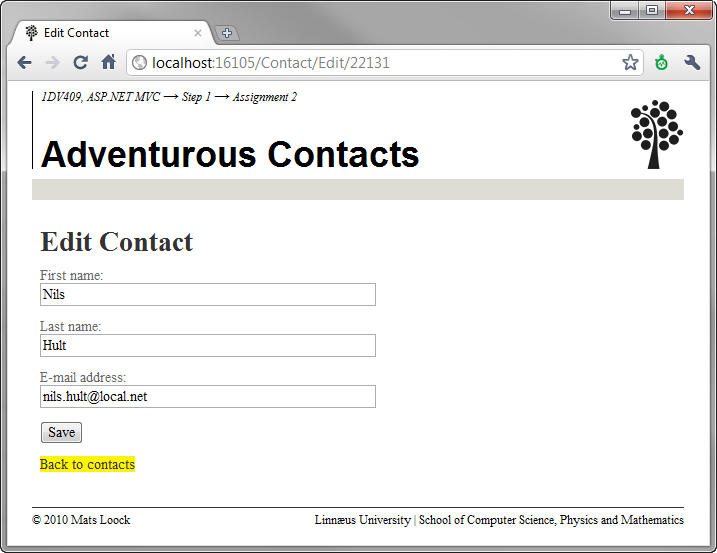 Edit Contact
localhost:16105/Contact/Edit/22131
1DV409, ASP.NET MVC → Step 1 → Assignment 2
Adventurous Contacts
Edit Contact
First name:
Nils
Last name:
Hult
E-mail address:
nils.hult@local.net
Save
Back to contacts
© 2010 Mats Loock Linnæus University | School of Computer Science, Physics and Mathematics